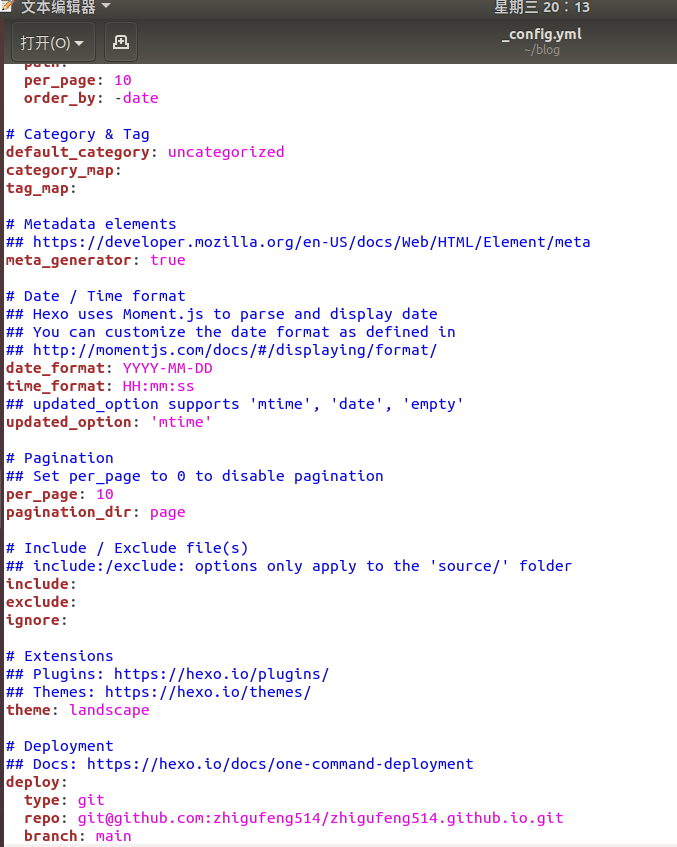 文本编辑器
星期三 20：13
打开(O)
_config.yml
~/blog
path:
  per_page: 10
  order_by: -date

# Category & Tag
default_category: uncategorized
category_map:
tag_map:

# Metadata elements
## https://developer.mozilla.org/en-US/docs/Web/HTML/Element/meta
meta_generator: true

# Date / Time format
## Hexo uses Moment.js to parse and display date
## You can customize the date format as defined in
## http://momentjs.com/docs/#/displaying/format/
date_format: YYYY-MM-DD
time_format: HH:mm:ss
## updated_option supports 'mtime', 'date', 'empty'
updated_option: 'mtime'

# Pagination
## Set per_page to 0 to disable pagination
per_page: 10
pagination_dir: page

# Include / Exclude file(s)
## include:/exclude: options only apply to the 'source/' folder
include:
exclude:
ignore:

# Extensions
## Plugins: https://hexo.io/plugins/
## Themes: https://hexo.io/themes/
theme: landscape

# Deployment
## Docs: https://hexo.io/docs/one-command-deployment
deploy:
  type: git
  repo: git@github.com:zhigufeng514/zhigufeng514.github.io.git
  branch: main